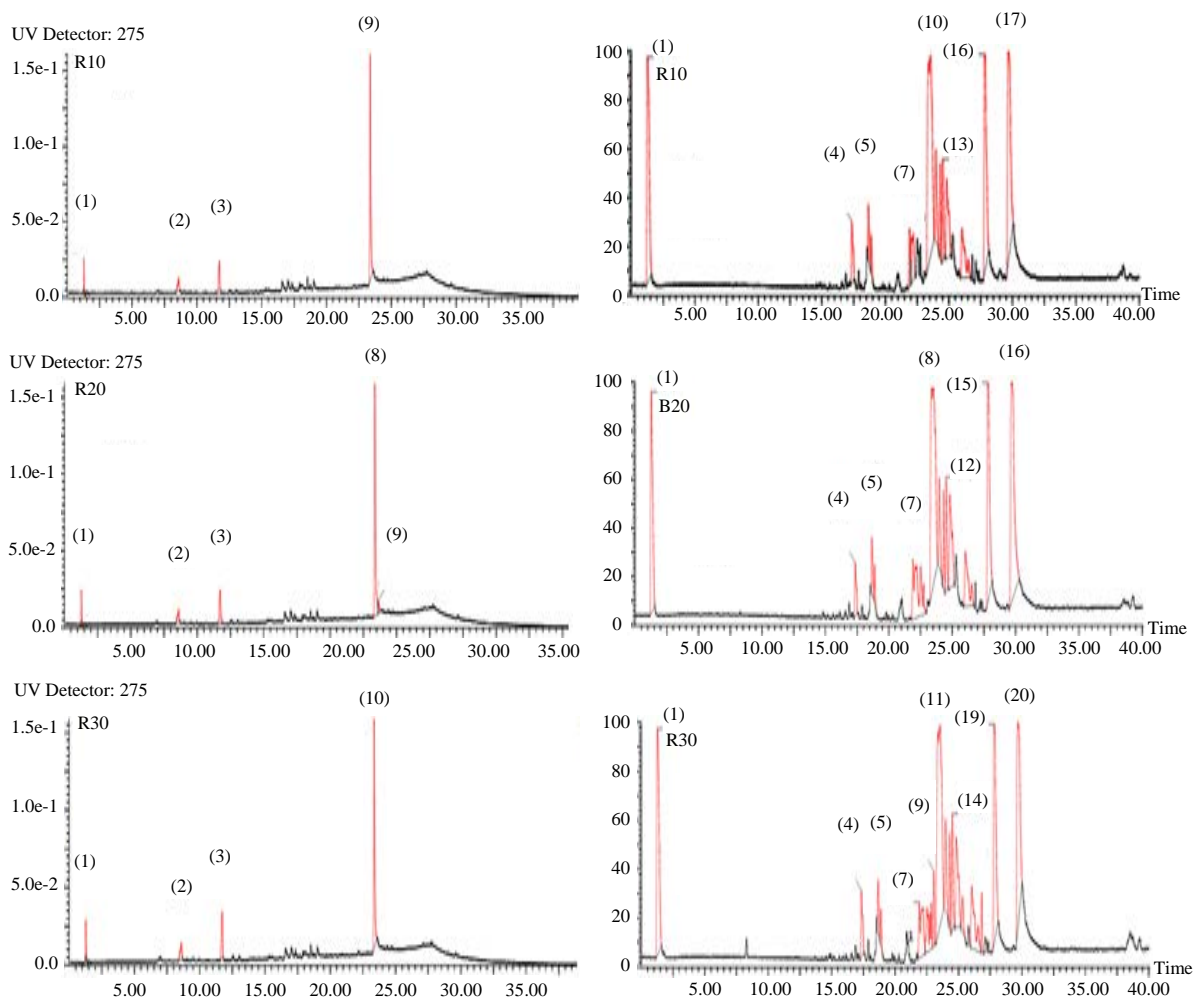 UV Detector: 275
R10
(9)
1.5e-1
1.0e-1
5.0e-2
0.0
(1)
(2)
(3)
5.00 10.00 15.00 20.00 25.00 30.00 35.00
(10)
(17)
(1)
R10
(16)
(4)
(5)
(7)
(13)
100
80
60
40
20
0
Time
5.00 10.00 15.00 20.00 25.00 30.00 35.00 40.00
UV Detector: 275
R20
(8)
1.5e-1
1.0e-1
5.0e-2
0.0
(1)
(2)
(3)
(9)
5.00 10.00 15.00 20.00 25.00 30.00 35.00
(8)
(16)
(1)
B20
(15)
(4)
(5)
(7)
(12)
100
80
60
40
20
0
Time
5.00 10.00 15.00 20.00 25.00 30.00 35.00 40.00
UV Detector: 275
R30
(10)
1.5e-1
1.0e-1
5.0e-2
0.0
(1)
(2)
(3)
5.00 10.00 15.00 20.00 25.00 30.00 35.00
(11)
(20)
(1)
R30
(19)
(4)
(5)
(7)
(9)
(14)
100
80
60
40
20
0
Time
5.00 10.00 15.00 20.00 25.00 30.00 35.00 40.00